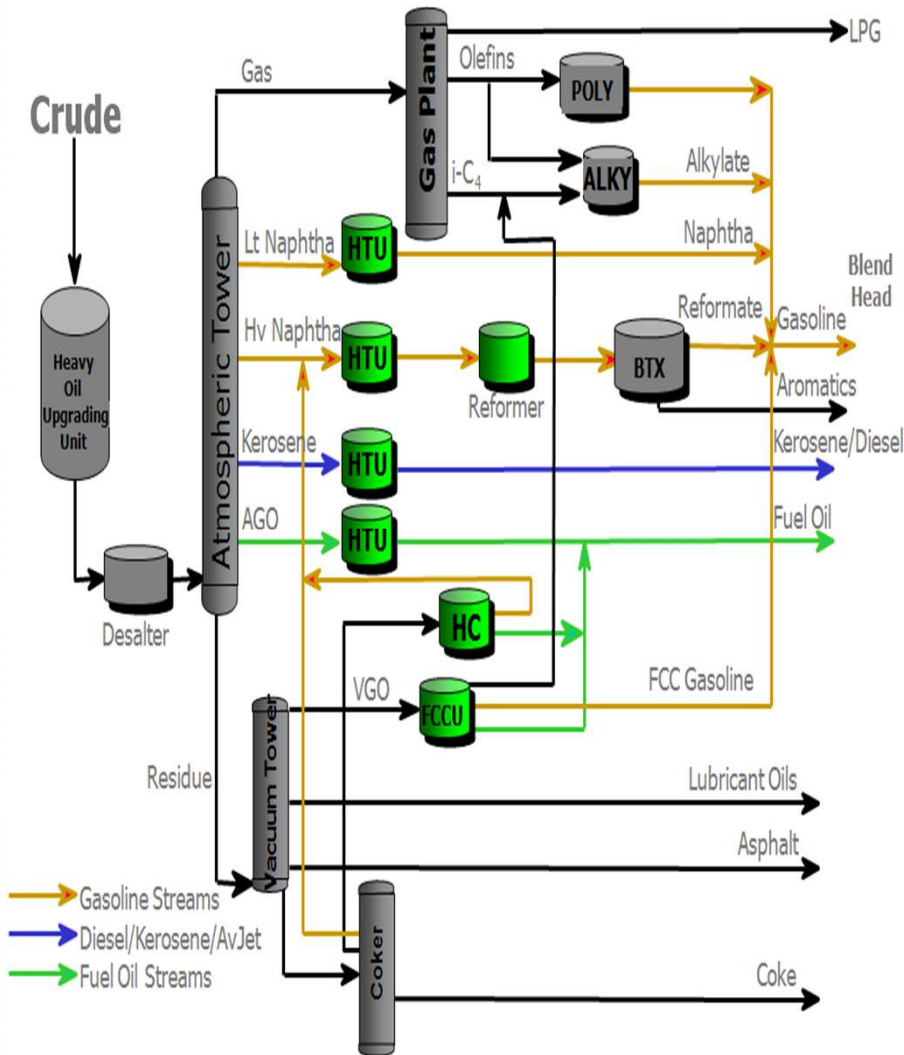 LPG
Gas Plant
Olefins
POLY
Gas
Crude
i-C4
ALKY
Alkylate
Lt Naphtha
HTU
Naphtha
Blend
Head
Atmospheric Tower
Hv Naphtha
HTU
Reformer
BTX
Reformate
Gasoline
Aromatics
Heavy
Oil
Upgrading
Unit
Kerosene
HTU
Kerosene/Diesel
AGO
HTU
Fuel Oil
Desalter
HC
VGO
FCCU
FCC Gasoline
Residue
Vacuum Tower
Lubricant Oils
Asphalt
Gasoline Streams
Diesel/Kerosene/AvJet
Fuel Oil Streams
Coker
Coke